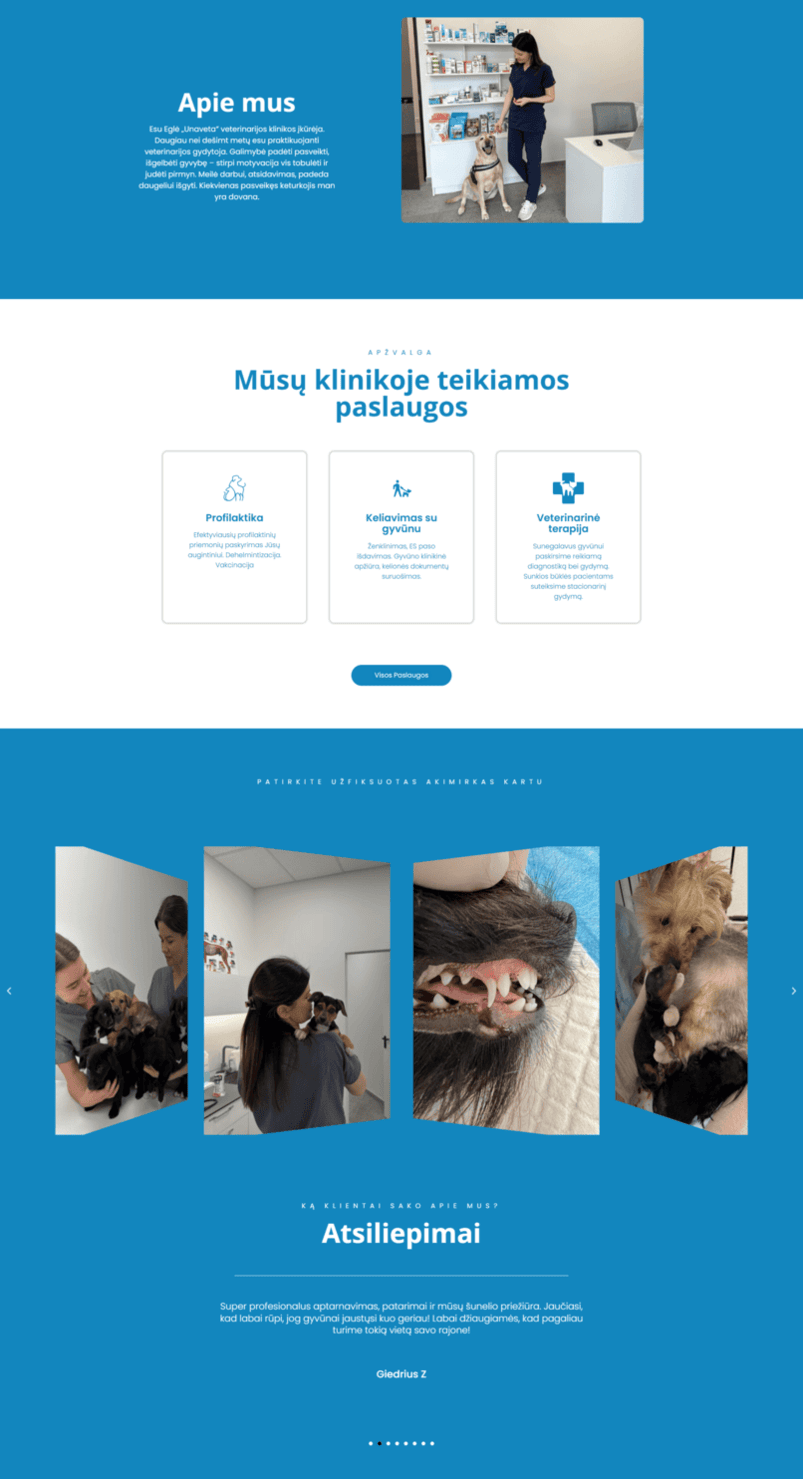 Apie mus
Esu Eglė „Unaveta“ veterinarijos klinikos įkūrėja.
Daugiau nei dešimt metų esu praktikuojanti
veterinarijos gydytoja. Galimybė padėti pasveikti,
išgelbėti gyvybę – stirpi motyvacija vis tobulėti ir
judėti pirmyn. Meilė darbui, atsidavimas, padeda
daugeliui išgyti. Kiekvienas pasveikęs keturkojis man
yra dovana.
APŽVALGA
Mūsų klinikoje teikiamos
paslaugos
Profilaktika
Efektyviausių profilaktinių
priemonių paskyrimas Jūsų
augintiniui. Dehelmintizacija.
Vakcinacija
Keliavimas su
gyvūnu
Ženklinimas, ES paso
išdavimas. Gyvūno klinikinė
apžiūra, kelionės dokumentų
suruošimas.
Veterinarinė
terapija
Sunegalavus gyvūnui
paskirsime reikiamą
diagnostiką bei gydymą.
Sunkios būklės pacientams
suteiksime stacionarinį
gydymą.
Visos Paslaugos
PATIRKITE UŽFIKSUOTAS AKIMIRKAS KARTU
KĄ KLIENTAI SAKO APIE MUS?
Atsiliepimai
Super profesionalus aptarnavimas, patarimai ir mūsų šunelio priežiūra. Jaučiasi,
kad labai rūpi, jog gyvūnai jaustųsi kuo geriau! Labai džiaugiamės, kad pagaliau
turime tokią vietą savo rajone!
Giedrius Z